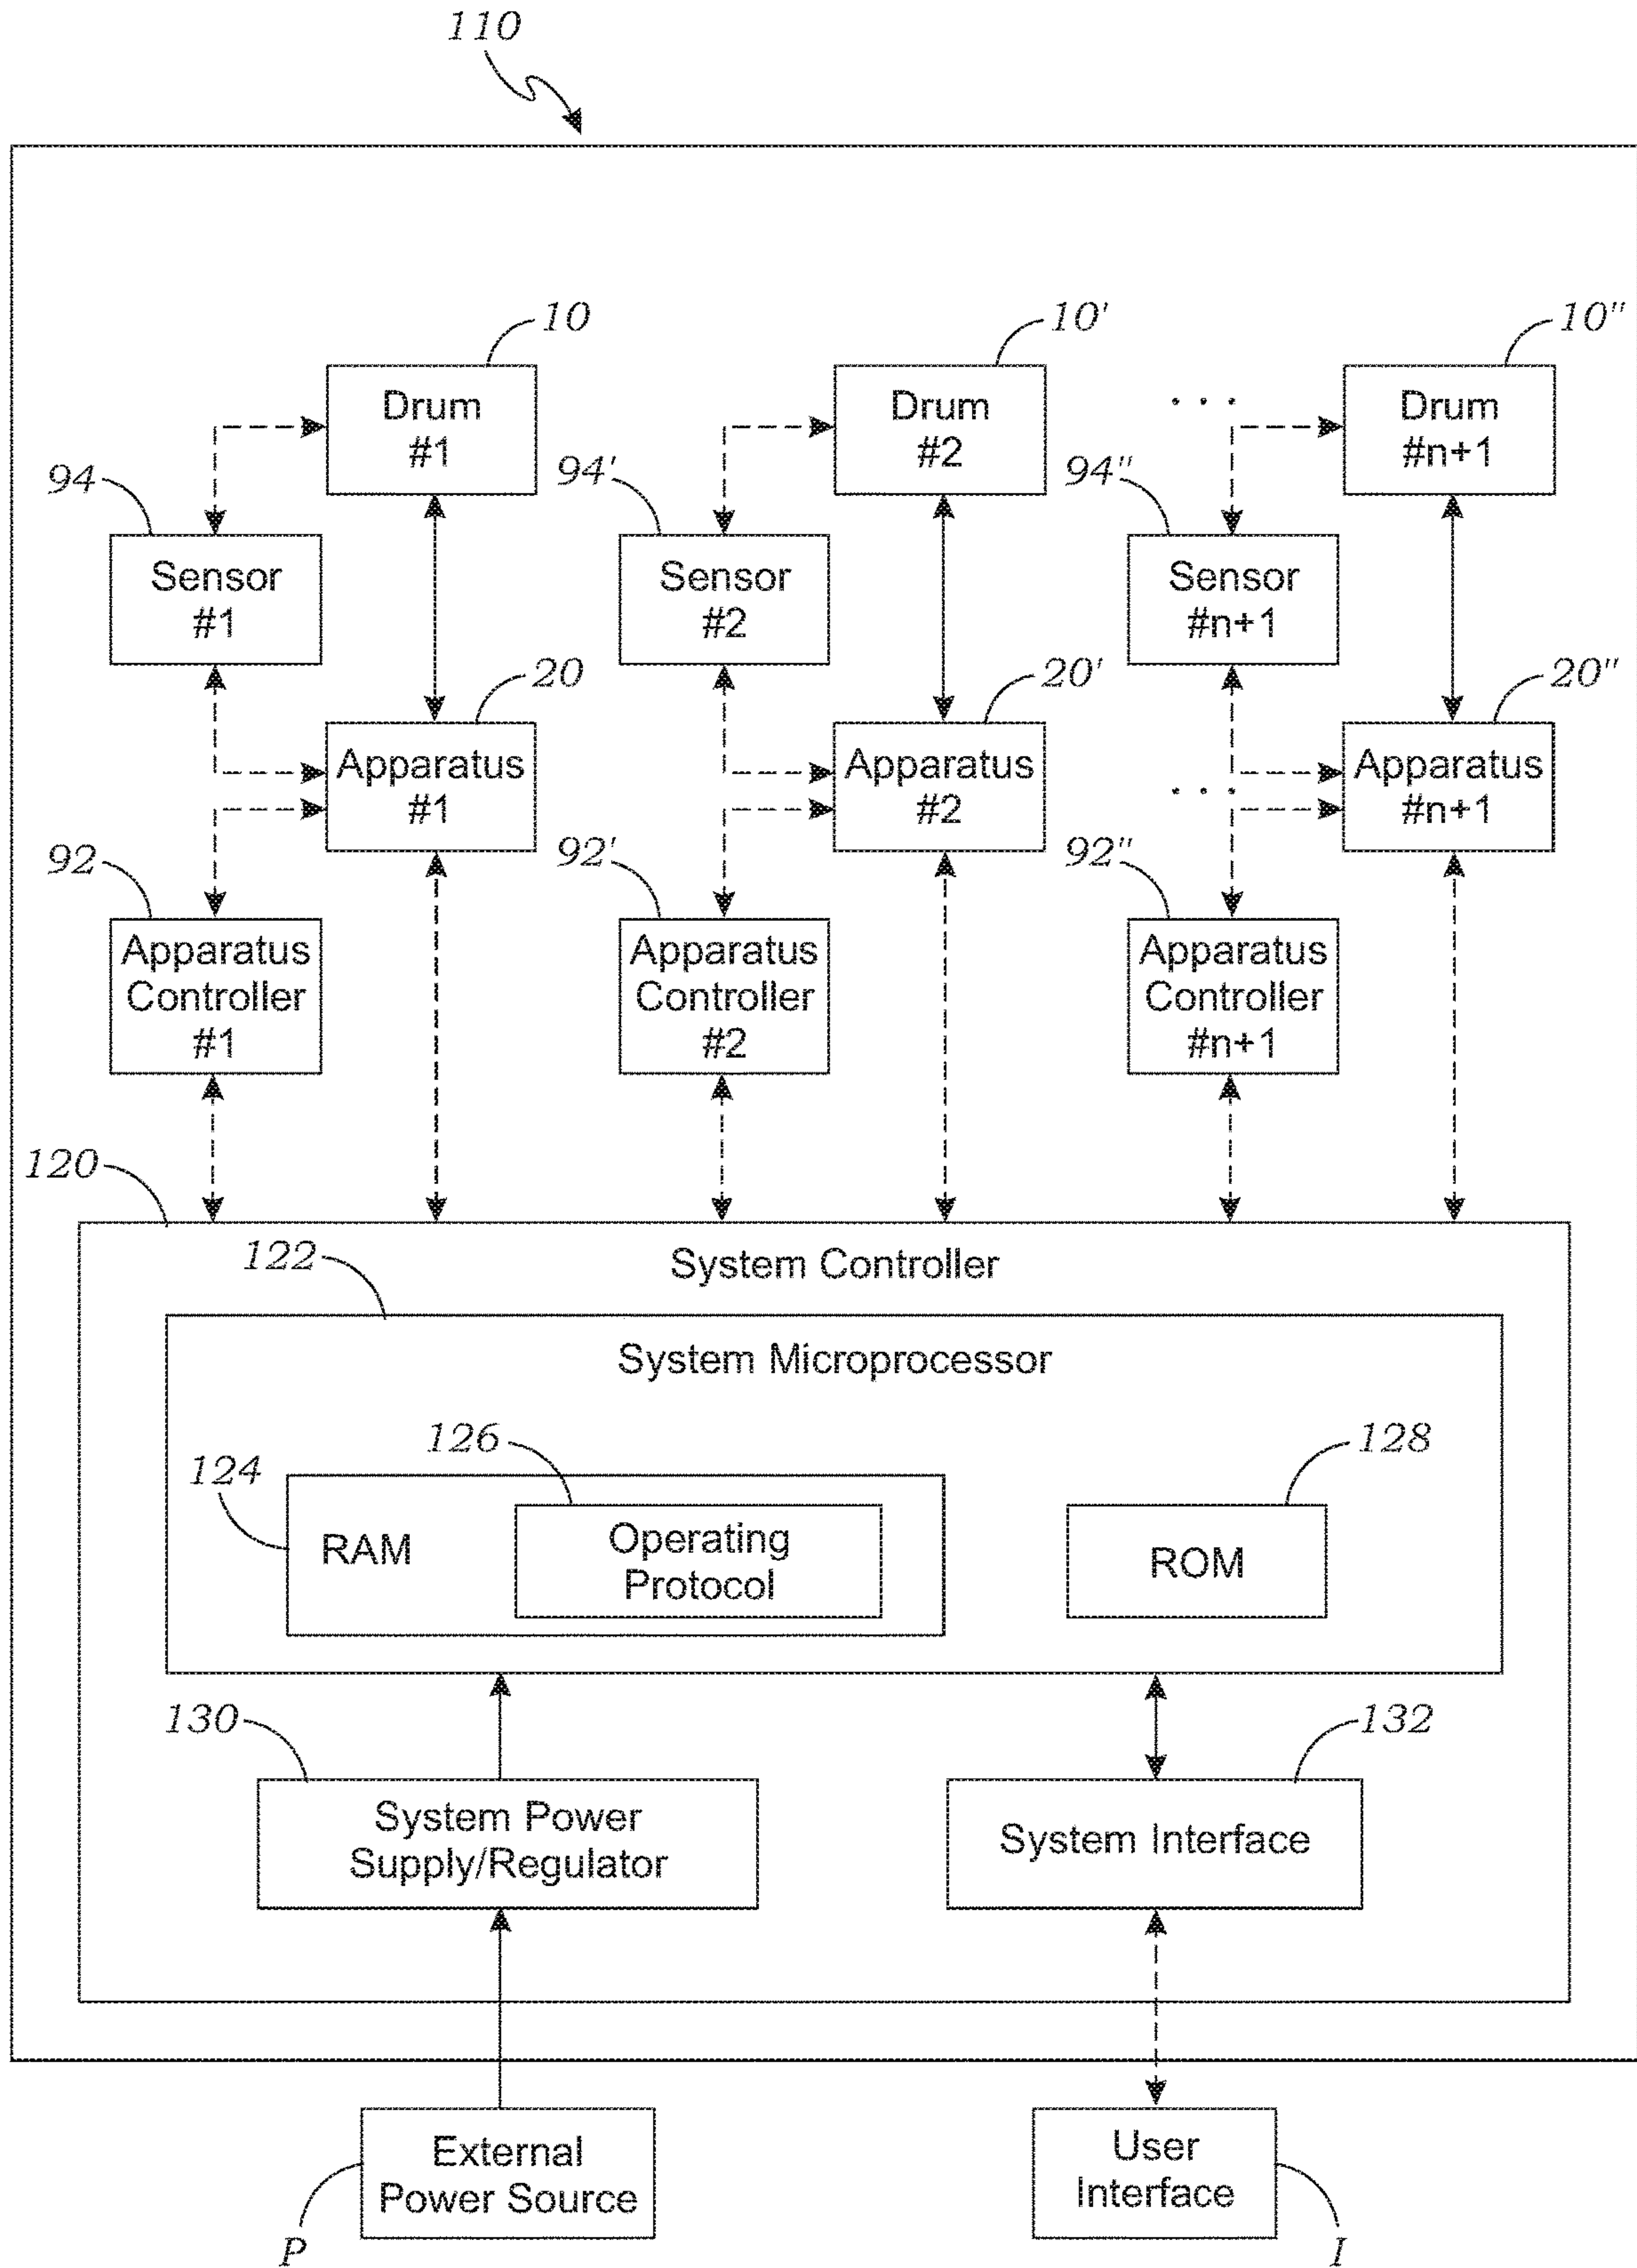 110
10
10'
10"
Drum
#1
Drum
#2
. . .
Drum
#n+1
94
94'
94"
Sensor
#1
Sensor
#2
Sensor
#n+1
20
20'
20"
Apparatus
#1
Apparatus
#2
. . .
Apparatus
#n+1
92
92'
92"
Apparatus
Controller
#1
Apparatus
Controller
#2
Apparatus
Controller
#n+1
120
System Controller
122
System Microprocessor
124
126
128
RAM
Operating
Protocol
ROM
130
132
System Power
Supply/Regulator
System Interface
External
Power Source
User
Interface
P
I